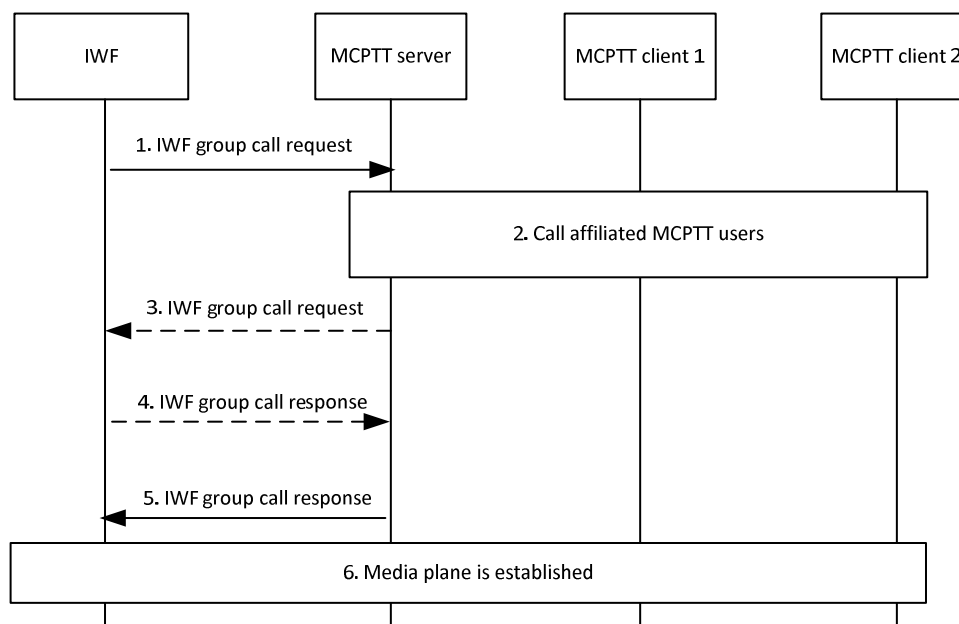 IWF
MCPTT server
MCPTT client 1
MCPTT client 2
1. IWF group call request
2. Call affiliated MCPTT users
3. IWF group call request
4. IWF group call response
5. IWF group call response
6. Media plane is established